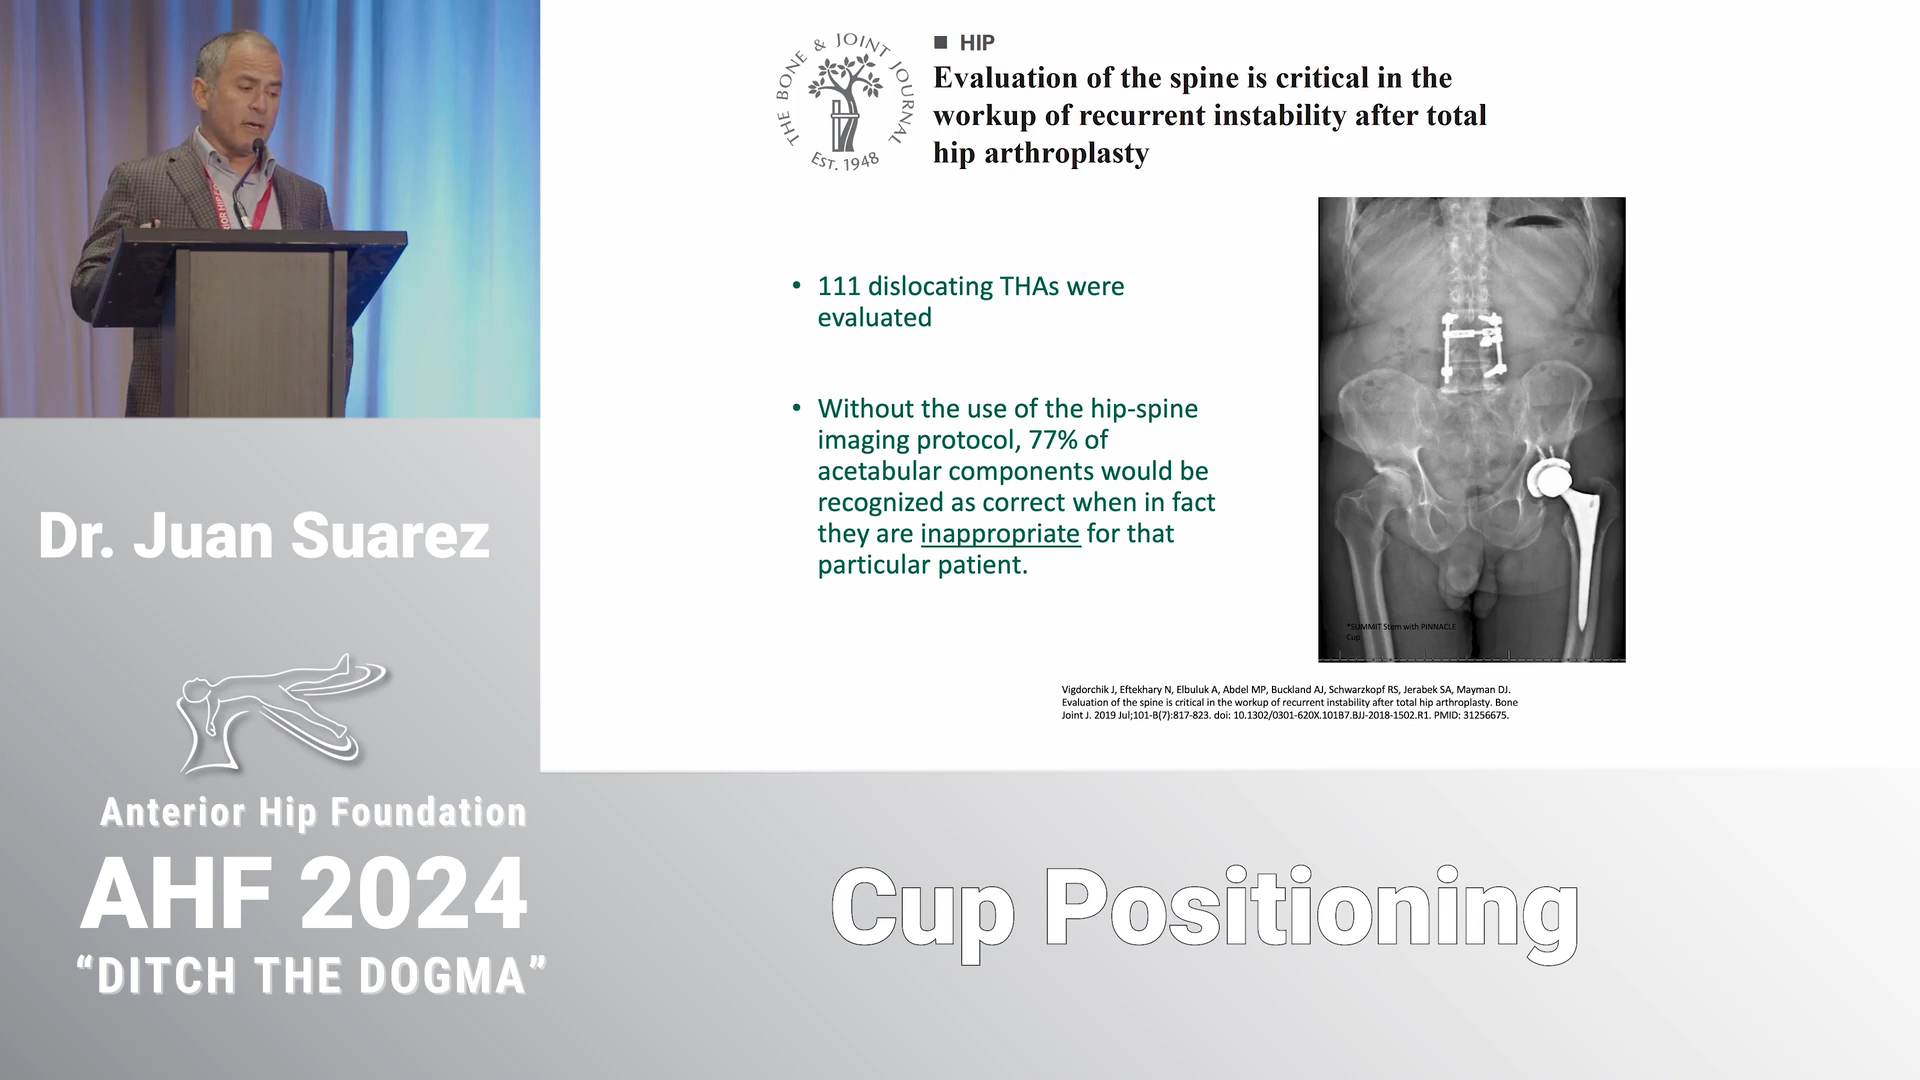 THE BONE & JOINT JOURNAL
EST. 1948
■ HIP
Evaluation of the spine is critical in the
workup of recurrent instability after total
hip arthroplasty
• 111 dislocating THAs were
evaluated
• Without the use of the hip-spine
imaging protocol, 77% of
acetabular components would be
recognized as correct when in fact
they are inappropriate for that
particular patient.
*SUMMIT Stem with PINNACLE
Cup
Vigdorchik J, Eftekhary N, Elbuluk A, Abdel MP, Buckland AJ, Schwarzkopf RS, Jerabek SA, Mayman DJ.
Evaluation of the spine is critical in the workup of recurrent instability after total hip arthroplasty. Bone
Joint J. 2019 Jul;101-B(7):817-823. doi: 10.1302/0301-620X.101B7.BJJ-2018-1502.R1. PMID: 31256675.
Dr. Juan Suarez
Anterior Hip Foundation
AHF 2024
“DITCH THE DOGMA”
Cup Positioning